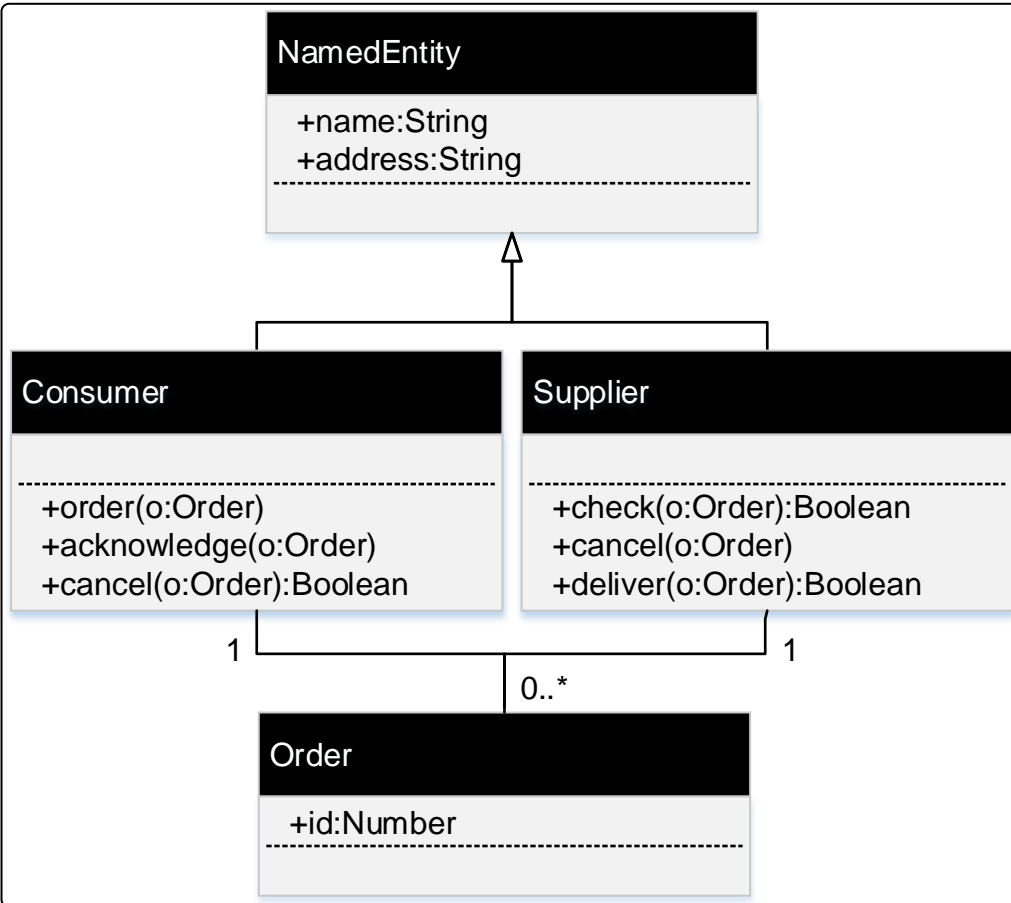 NamedEntity
+name:String
+address:String
Consumer
+order(o:Order)
+acknowledge(o:Order)
+cancel(o:Order):Boolean
Supplier
+check(o:Order):Boolean
+cancel(o:Order)
+deliver(o:Order):Boolean
1
1
0..*
Order
+id:Number